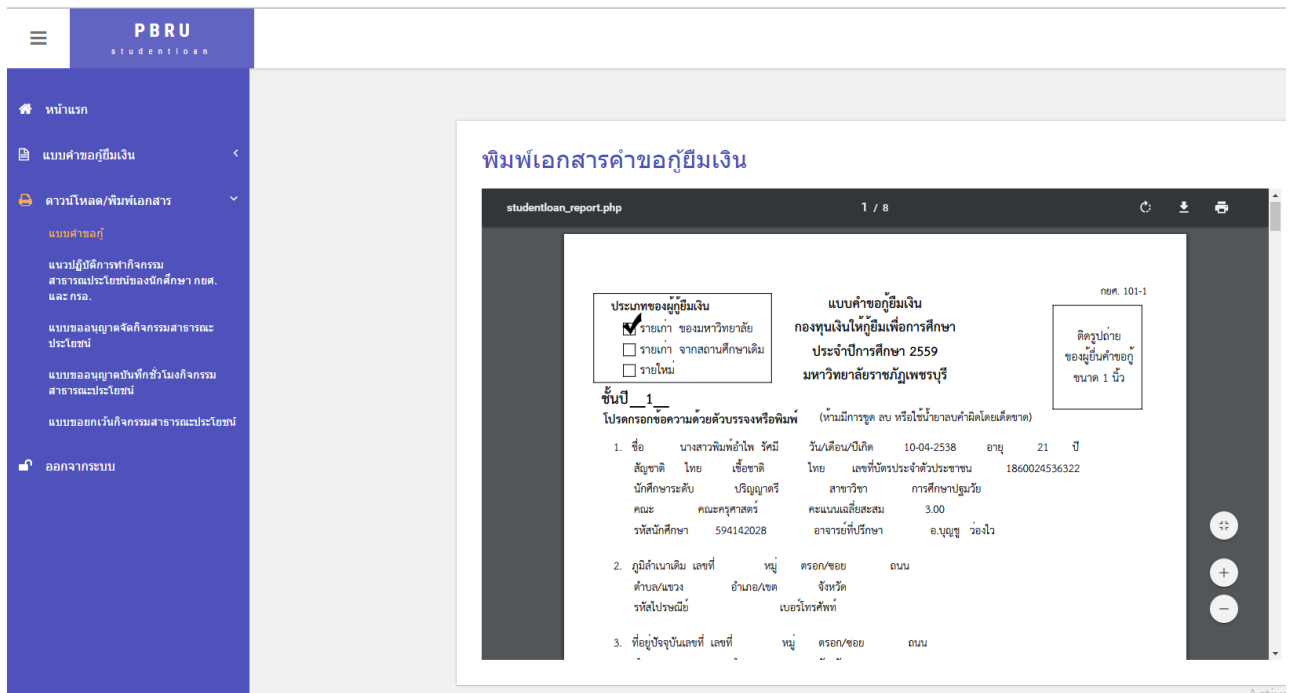 PBRU
studentloan
หน้าแรก
แบบคำขอกู้ยืมเงิน
ดาวน์โหลด/พิมพ์เอกสาร
แบบคำขอกู้
แนวปฏิบัติการทำกิจกรรม
สาธารณประโยชน์ของนักศึกษา กยศ.
และ กรอ.
แบบขออนุญาตจัดกิจกรรมสาธารณะ
ประโยชน์
แบบขออนุญาตบันทึกชั่วโมงกิจกรรม
สาธารณะประโยชน์
แบบขอยกเว้นกิจกรรมสาธารณะประโยชน์
ออกจากระบบ
พิมพ์เอกสารคำขอกู้ยืมเงิน
studentloan_report.php 1 / 8
กยศ. 101-1
ประเภทของผู้กู้ยืมเงิน
รายเก่า ของมหาวิทยาลัย
รายเก่า จากสถานศึกษาเดิม
รายใหม่
แบบคำขอกู้ยืมเงิน
กองทุนเงินให้กู้ยืมเพื่อการศึกษา
ประจำปีการศึกษา 2559
มหาวิทยาลัยราชภัฏเพชรบุรี
ติดรูปถ่าย
ของผู้ยื่นคำขอกู้
ขนาด 1 นิ้ว
ชั้นปี__1__
โปรดกรอกข้อความด้วยตัวบรรจงหรือพิมพ์ (ห้ามมีการขูด ลบ หรือใช้น้ำยาลบคำผิดโดยเด็ดขาด)
1. ชื่อ นางสาวพิมพ์อำไพ รัศมี วัน/เดือน/ปีเกิด 10-04-2538 อายุ 21 ปี
สัญชาติ ไทย เชื้อชาติ ไทย เลขที่บัตรประจำตัวประชาชน 1860024536322
นักศึกษาระดับ ปริญญาตรี สาขาวิชา การศึกษาปฐมวัย
คณะ คณะครุศาสตร์ คะแนนเฉลี่ยสะสม 3.00
รหัสนักศึกษา 594142028 อาจารย์ที่ปรึกษา อ.บุญชู ว่องไว
2. ภูมิลำเนาเดิม เลขที่ หมู่ ตรอก/ซอย ถนน
ตำบล/แขวง อำเภอ/เขต จังหวัด
รหัสไปรษณีย์ เบอร์โทรศัพท์
3. ที่อยู่ปัจจุบันเลขที่ เลขที่ หมู่ ตรอก/ซอย ถนน